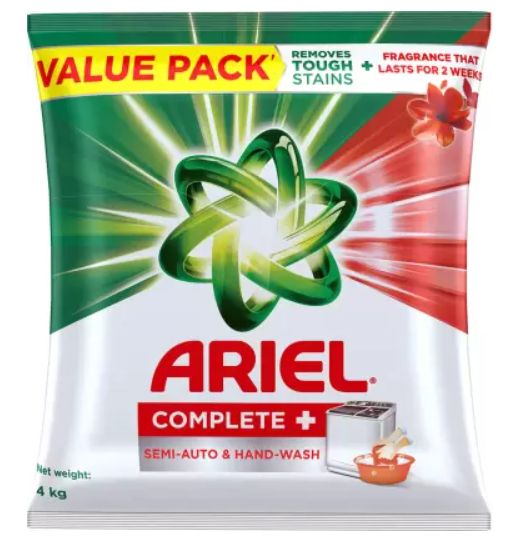 VALUE PACK'
REMOVES
TOUGH
STAINS
+
FRAGRANCE THAT
LASTS FOR 2 WEEKS
ARIEL®
COMPLETE +
SEMI-AUTO & HAND-WASH
Net weight:
4 kg